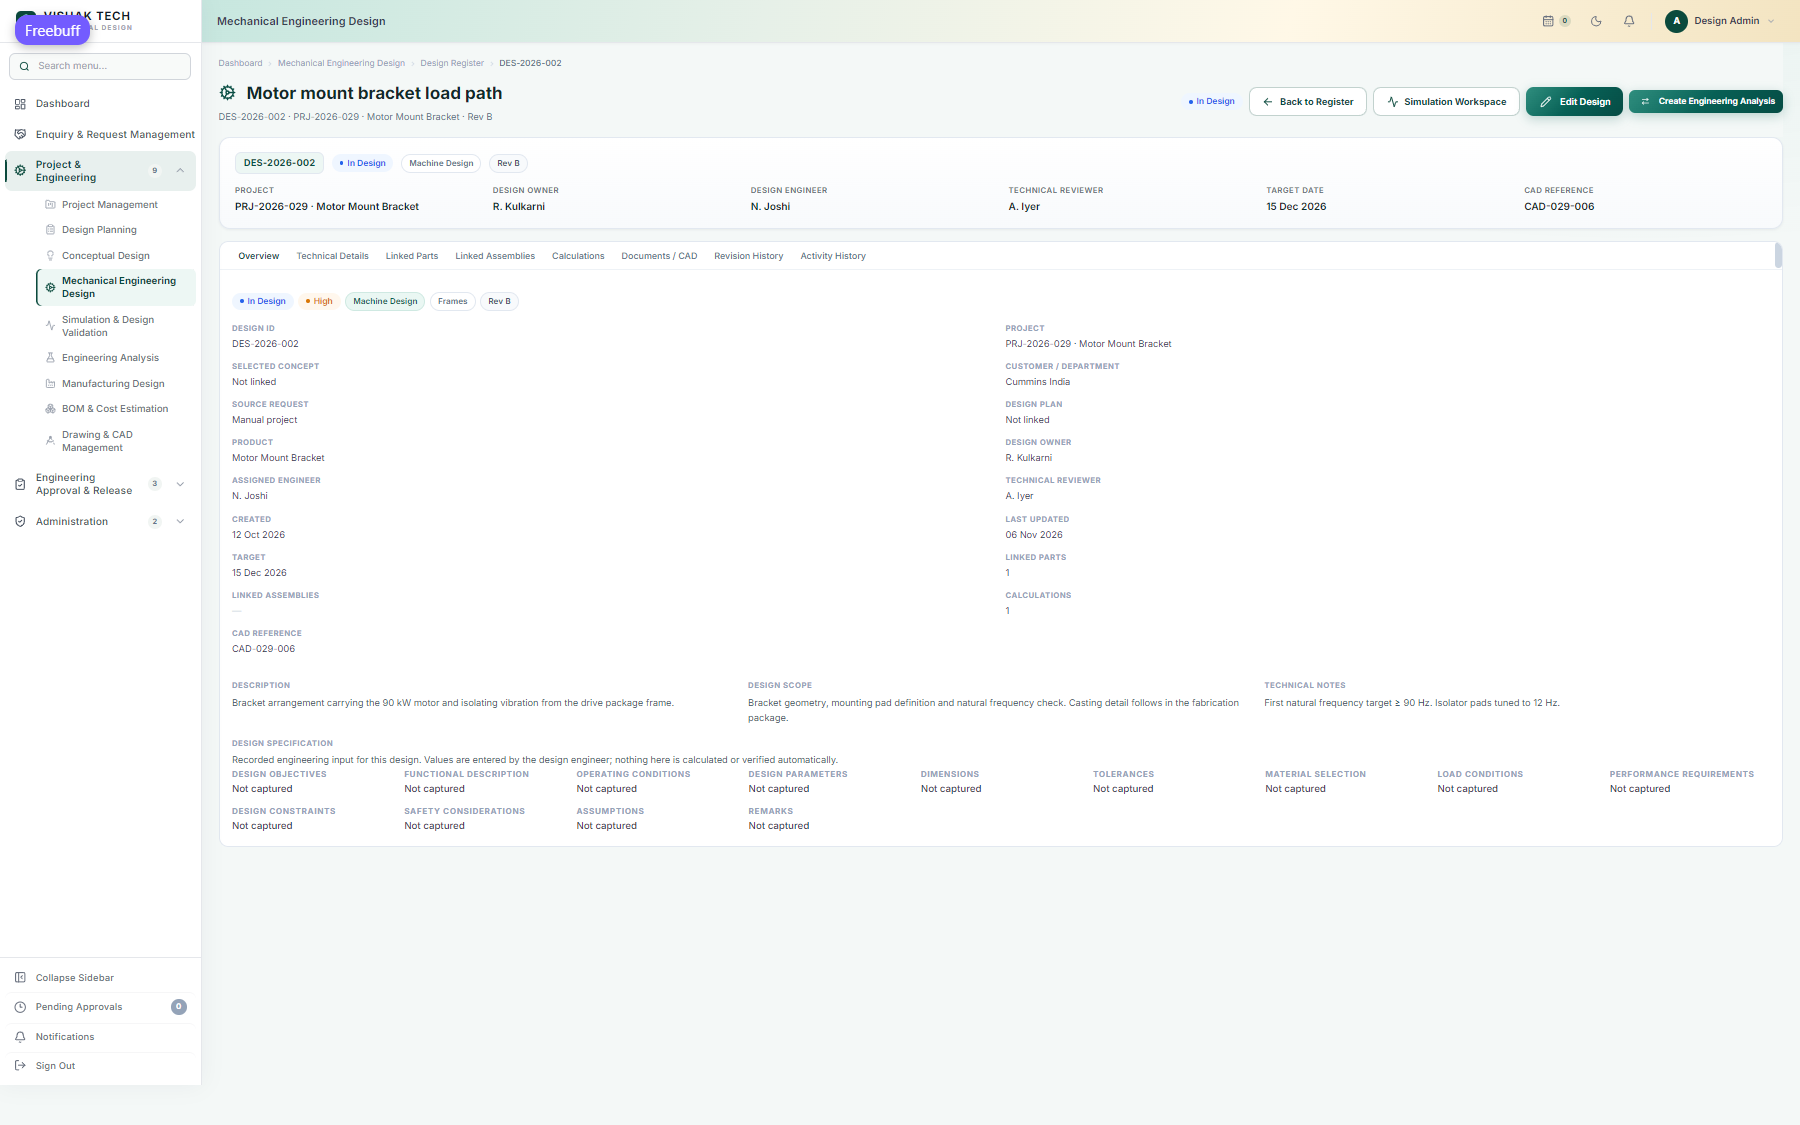 TECH
Freebuff
DESIGN
Search menu...
Dashboard
Enquiry & Request Management
Project & Engineering
9
Project Management
Design Planning
Conceptual Design
Mechanical Engineering Design
Simulation & Design Validation
Engineering Analysis
Manufacturing Design
BOM & Cost Estimation
Drawing & CAD Management
Engineering Approval & Release
3
Administration
2
Collapse Sidebar
Pending Approvals
0
Notifications
Sign Out
Mechanical Engineering Design
0
A
Design Admin
Dashboard › Mechanical Engineering Design › Design Register › DES-2026-002
Motor mount bracket load path
DES-2026-002 · PRJ-2026-029 · Motor Mount Bracket · Rev B
In Design
Back to Register
Simulation Workspace
Edit Design
Create Engineering Analysis
DES-2026-002
In Design
Machine Design
Rev B
PROJECT
PRJ-2026-029 · Motor Mount Bracket
DESIGN OWNER
R. Kulkarni
DESIGN ENGINEER
N. Joshi
TECHNICAL REVIEWER
A. Iyer
TARGET DATE
15 Dec 2026
CAD REFERENCE
CAD-029-006
Overview
Technical Details
Linked Parts
Linked Assemblies
Calculations
Documents / CAD
Revision History
Activity History
In Design
High
Machine Design
Frames
Rev B
DESIGN ID
DES-2026-002
PROJECT
PRJ-2026-029 · Motor Mount Bracket
SELECTED CONCEPT
Not linked
CUSTOMER / DEPARTMENT
Cummins India
SOURCE REQUEST
Manual project
DESIGN PLAN
Not linked
PRODUCT
Motor Mount Bracket
DESIGN OWNER
R. Kulkarni
ASSIGNED ENGINEER
N. Joshi
TECHNICAL REVIEWER
A. Iyer
CREATED
12 Oct 2026
LAST UPDATED
06 Nov 2026
TARGET
15 Dec 2026
LINKED PARTS
1
LINKED ASSEMBLIES
—
CALCULATIONS
1
CAD REFERENCE
CAD-029-006
DESCRIPTION
Bracket arrangement carrying the 90 kW motor and isolating vibration from the drive package frame.
DESIGN SCOPE
Bracket geometry, mounting pad definition and natural frequency check. Casting detail follows in the fabrication
package.
TECHNICAL NOTES
First natural frequency target ≥ 90 Hz. Isolator pads tuned to 12 Hz.
DESIGN SPECIFICATION
Recorded engineering input for this design. Values are entered by the design engineer; nothing here is calculated or verified automatically.
DESIGN OBJECTIVES
Not captured
FUNCTIONAL DESCRIPTION
Not captured
OPERATING CONDITIONS
Not captured
DESIGN PARAMETERS
Not captured
DIMENSIONS
Not captured
TOLERANCES
Not captured
MATERIAL SELECTION
Not captured
LOAD CONDITIONS
Not captured
PERFORMANCE REQUIREMENTS
Not captured
DESIGN CONSTRAINTS
Not captured
SAFETY CONSIDERATIONS
Not captured
ASSUMPTIONS
Not captured
REMARKS
Not captured